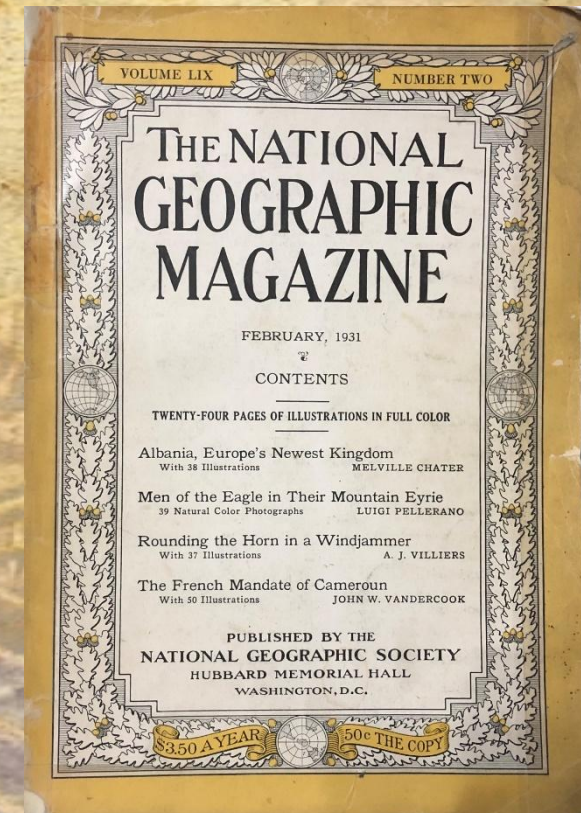 VOLUME LIX
NUMBER TWO
THE NATIONAL
GEOGRAPHIC
MAGAZINE
FEBRUARY, 1931
CONTENTS
TWENTY-FOUR PAGES OF ILLUSTRATIONS IN FULL COLOR
Albania, Europe's Newest Kingdom
With 38 Illustrations MELVILLE CHATER
Men of the Eagle in Their Mountain Eyrie
39 Natural Color Photographs LUIGI PELLERANO
Rounding the Horn in a Windjammer
With 37 Illustrations A. J. VILLIERS
The French Mandate of Cameroun
With 50 Illustrations JOHN W. VANDERCOOK
PUBLISHED BY THE
NATIONAL GEOGRAPHIC SOCIETY
HUBBARD MEMORIAL HALL
WASHINGTON, D.C.
$3.50 A YEAR
50c THE COPY